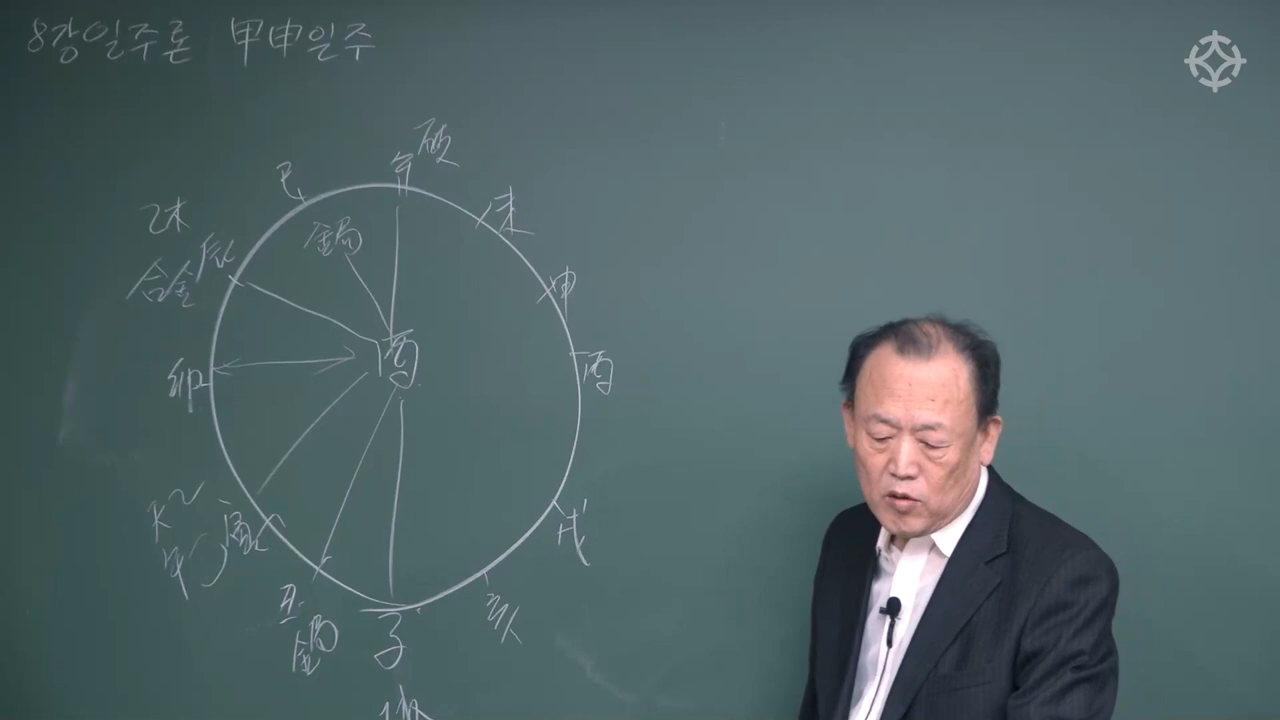 8강일주론 甲申일주
破
午
巳
未
乙木
金局
辰
合金
申
酉
酉
卯
寅
戌
丑
亥
金局
子